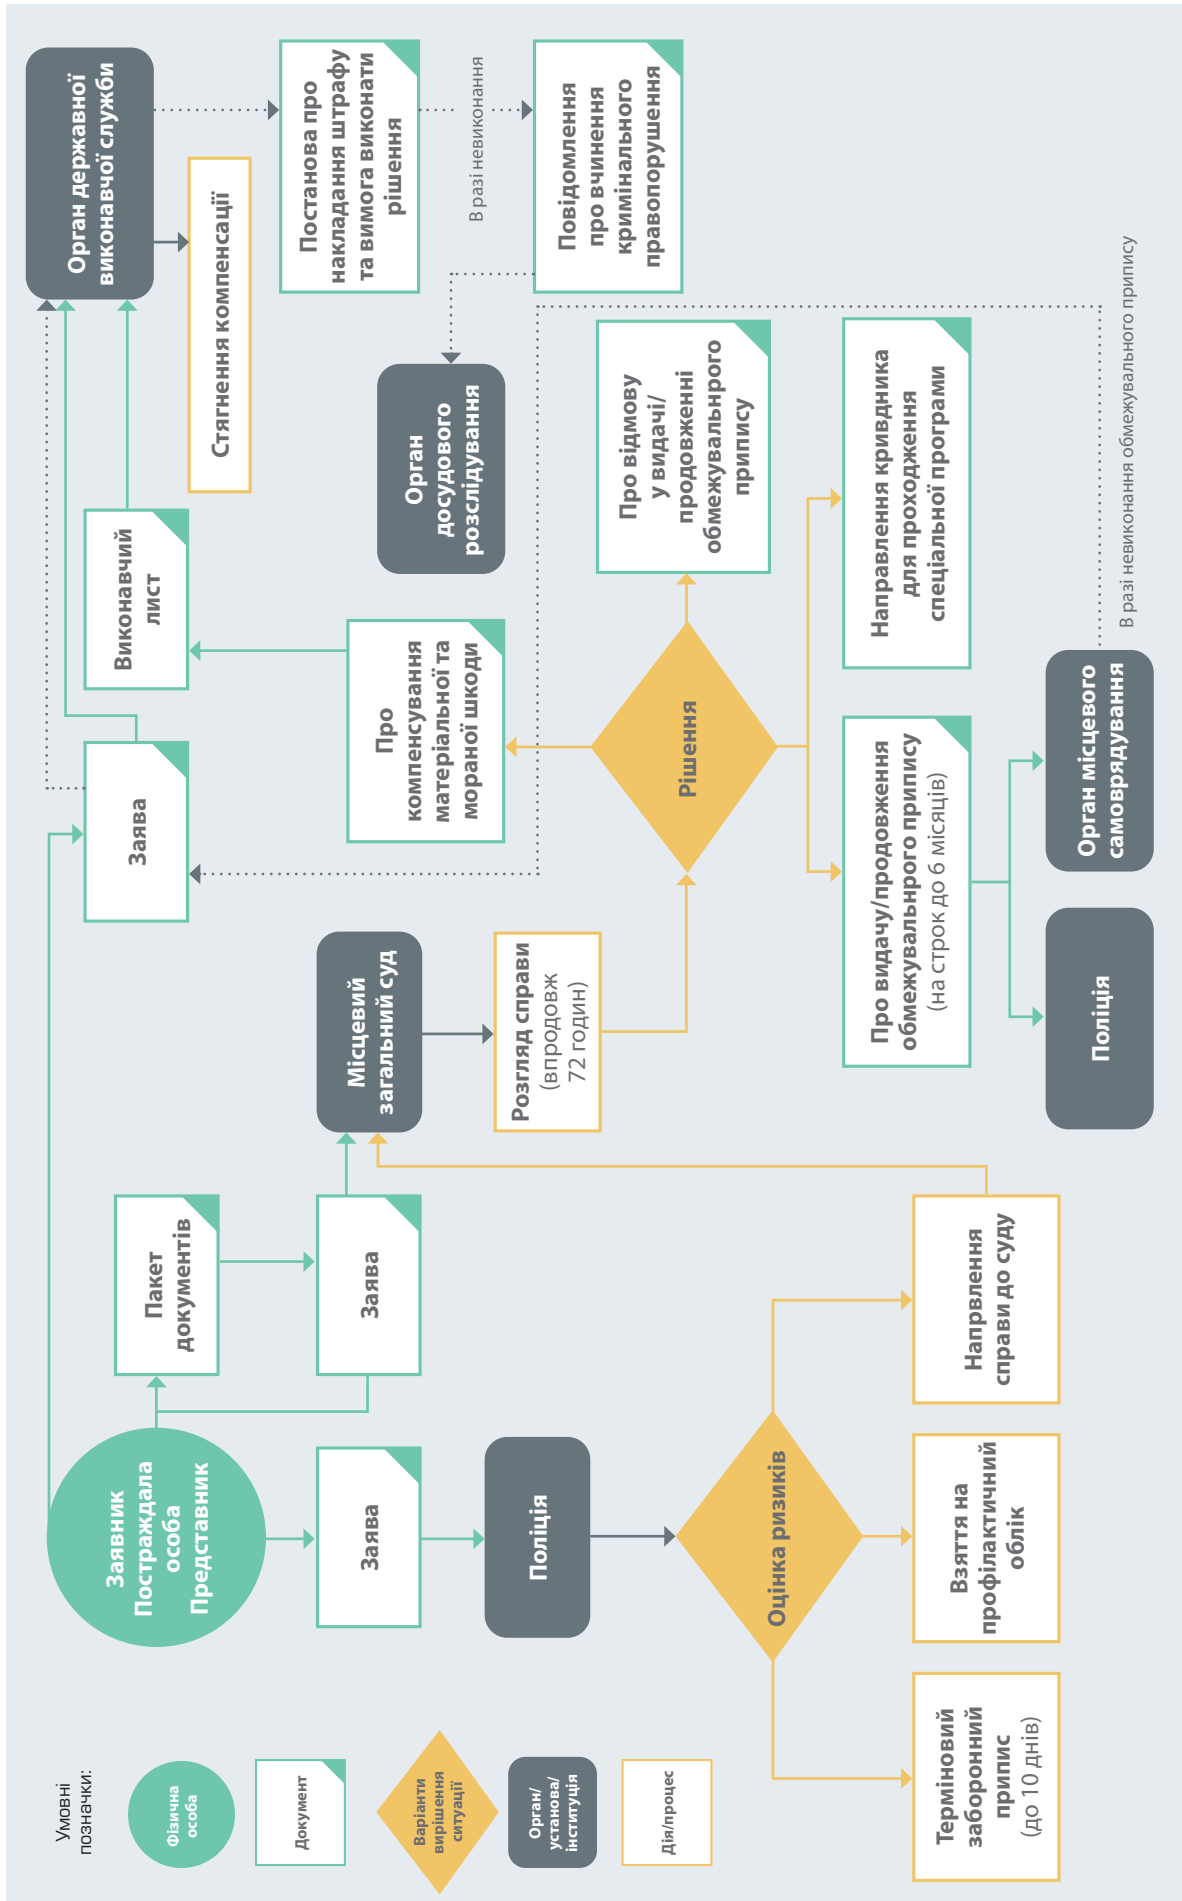 Умовні
позначки:
Фізична
особа
Документ
Варіанти
вирішення
ситуації
Орган/
установа/
інституція
Дія/процес
Заявник
Постраждала
особа
Представник
Пакет
документів
Заява
Заява
Поліція
Оцінка ризиків
Терміновий
заборонний
припис
(до 10 днів)
Взяття на
профілактичний
облік
Напрвлення
справи до суду
Місцевий
загальний суд
Розгляд справи
(впродовж
72 годин)
Рішення
Заява
Виконавчий
лист
Про
компенсування
матеріальної та
мораної шкоди
Орган державної
виконавчої служби
Стягнення компенсації
Постанова про
накладання штрафу
та вимога виконати
рішення
В разі невиконання
Повідомлення
про вчинення
кримінального
правопорушення
Орган
досудового
розслідування
Про відмову
у видачі/
продовженні
обмежувальнрого
припису
Про видачу/продовження
обмежувальнрого припису
(на строк до 6 місяців)
Направлення кривдника
для проходження
спеціальної програми
Поліція
Орган місцевого
самоврядування
В разі невиконання обмежувального припису